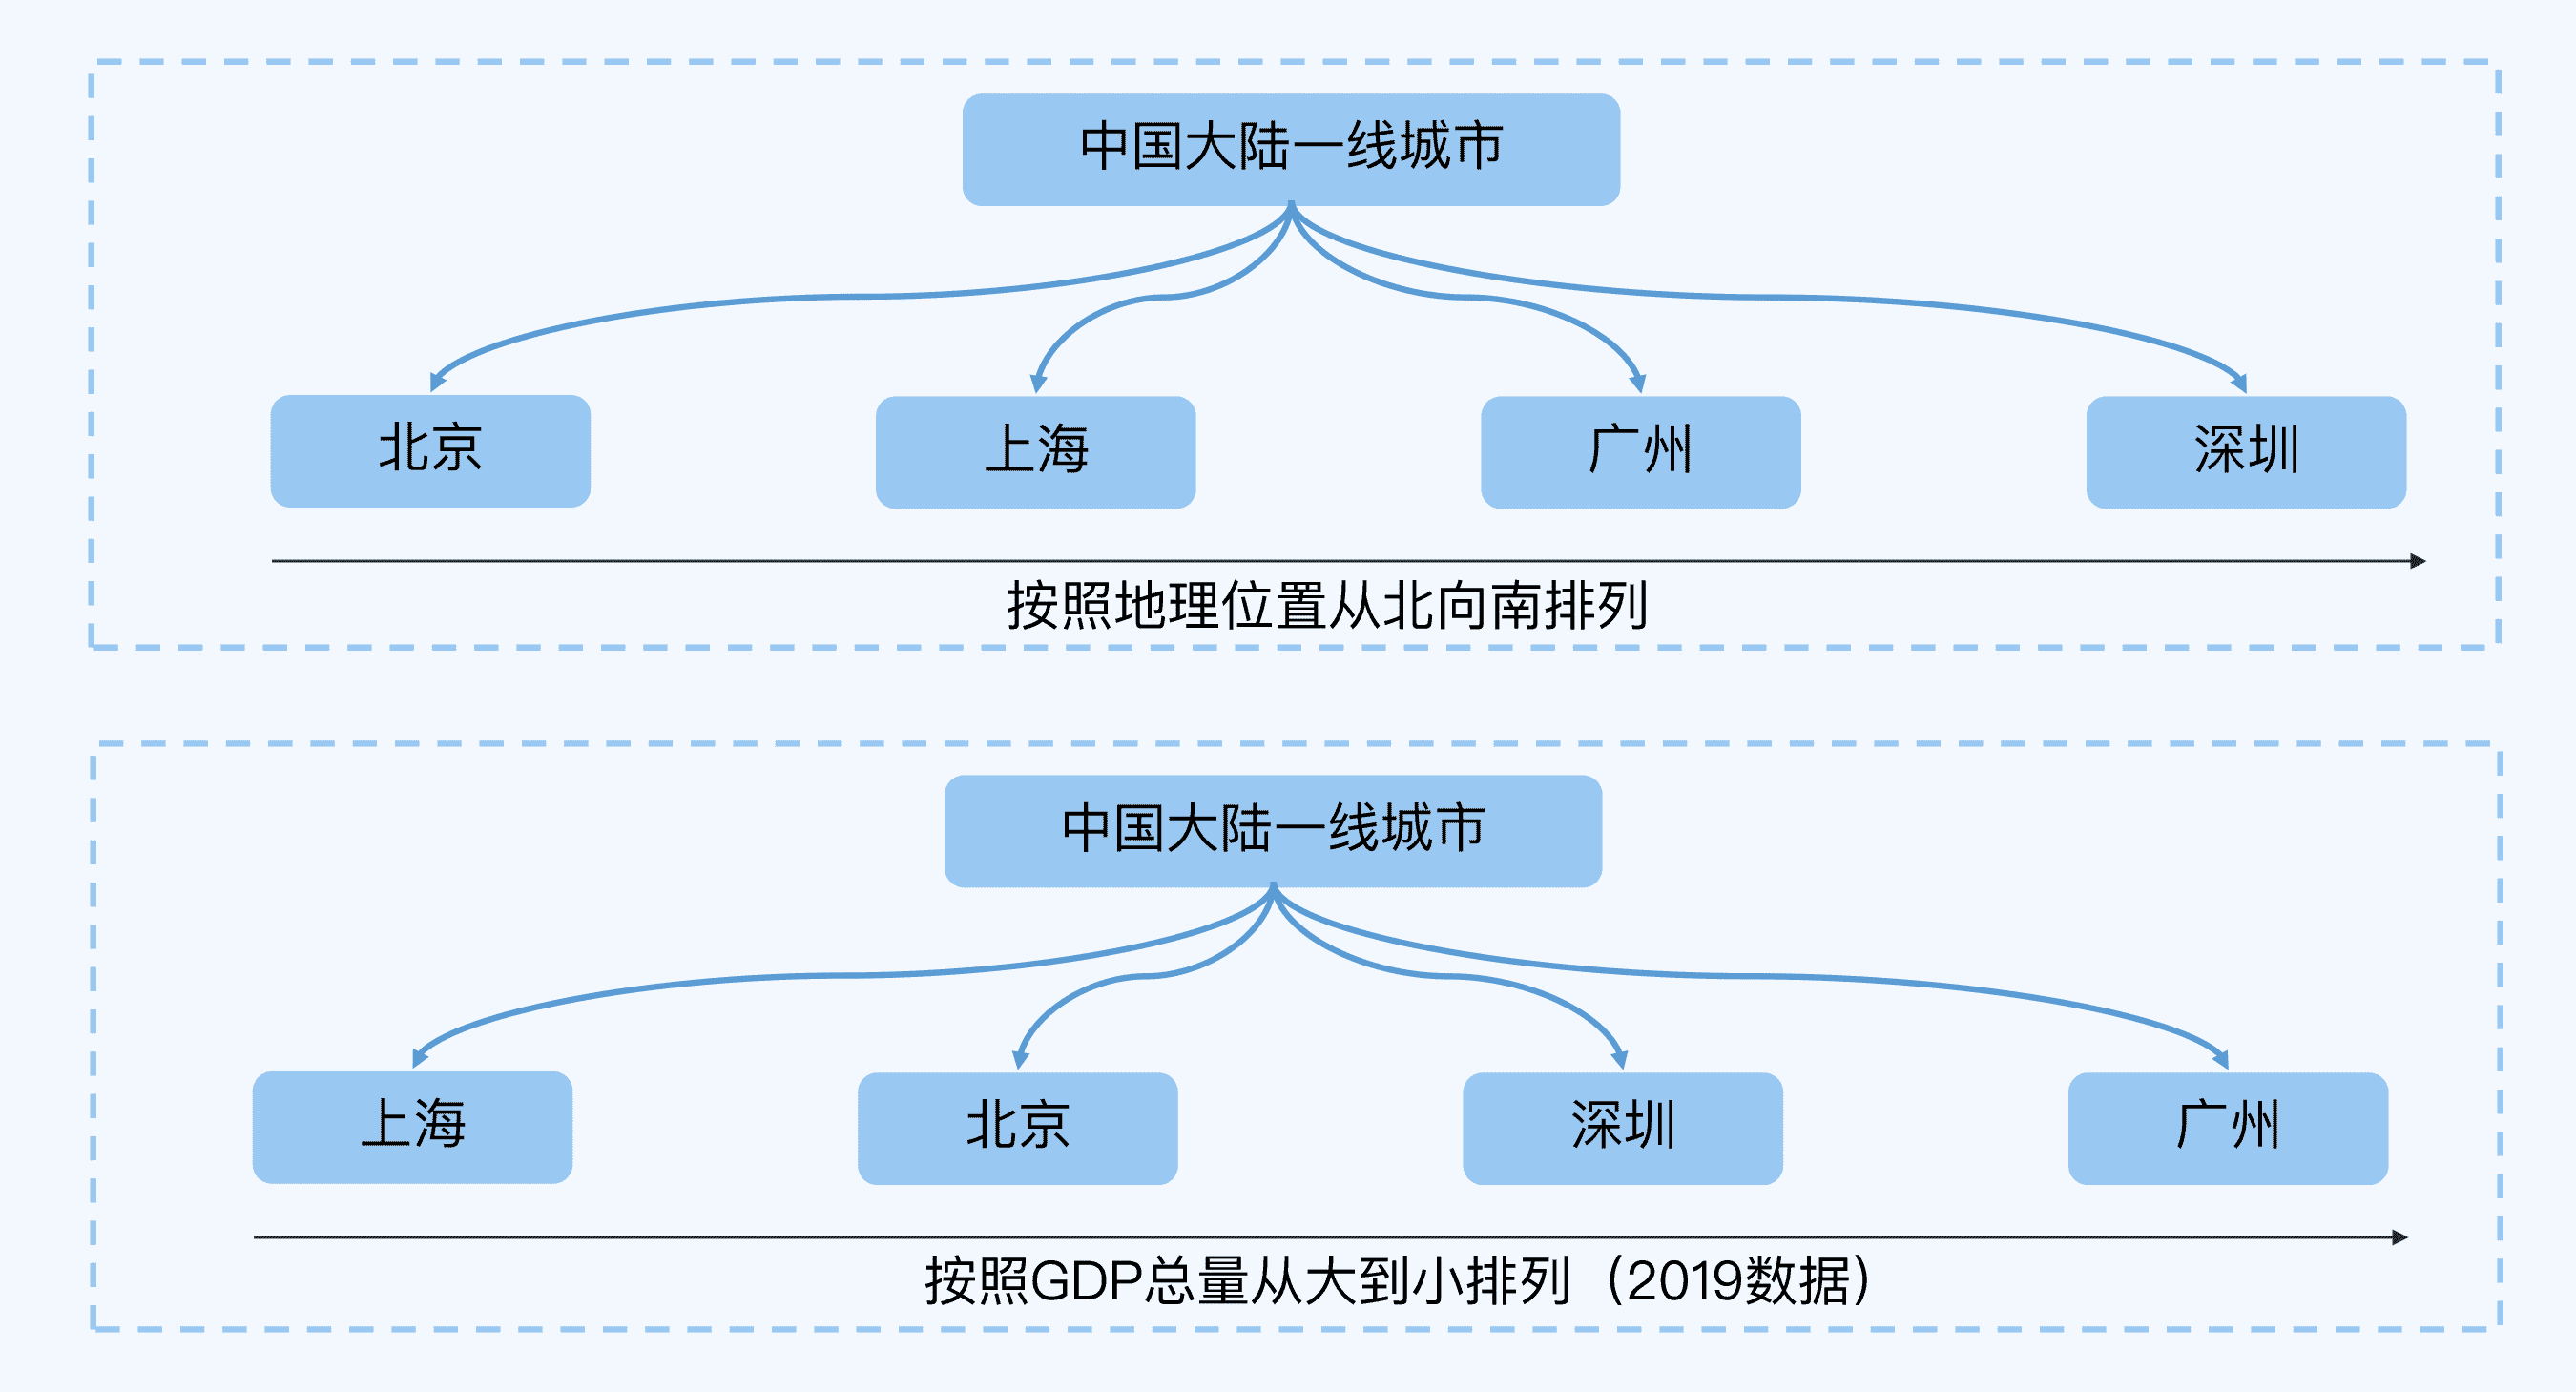 中国大陆一线城市
北京
上海
广州
深圳
按照地理位置从北向南排列
中国大陆一线城市
上海
北京
深圳
广州
按照GDP总量从大到小排列（2019数据）